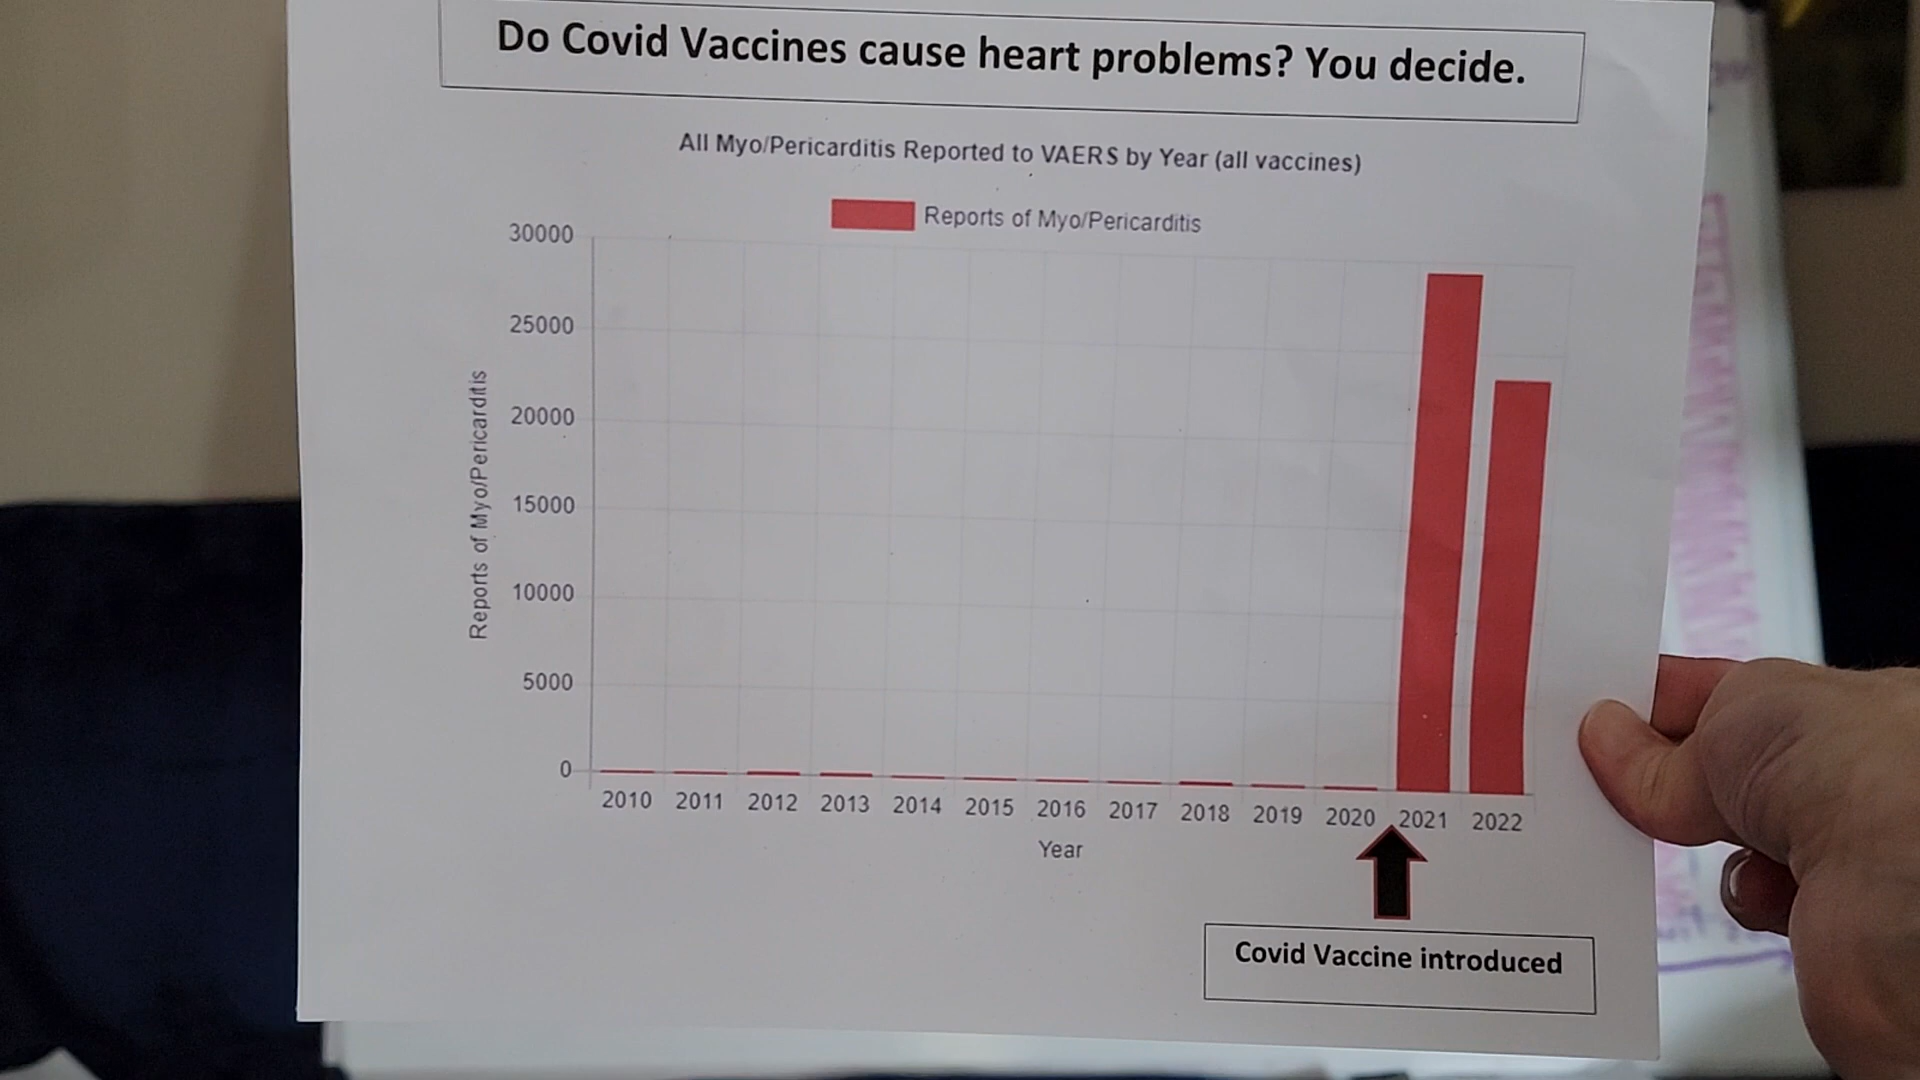 Do Covid Vaccines cause heart problems? You decide.
All Myo/Pericarditis Reported to VAERS by Year (all vaccines)
Reports of Myo/Pericarditis
30000
25000
20000
15000
10000
5000
0
Reports of Myo/Pericarditis
2010 2011 2012 2013 2014 2015 2016 2017 2018 2019 2020 2021 2022
Year
Covid Vaccine introduced